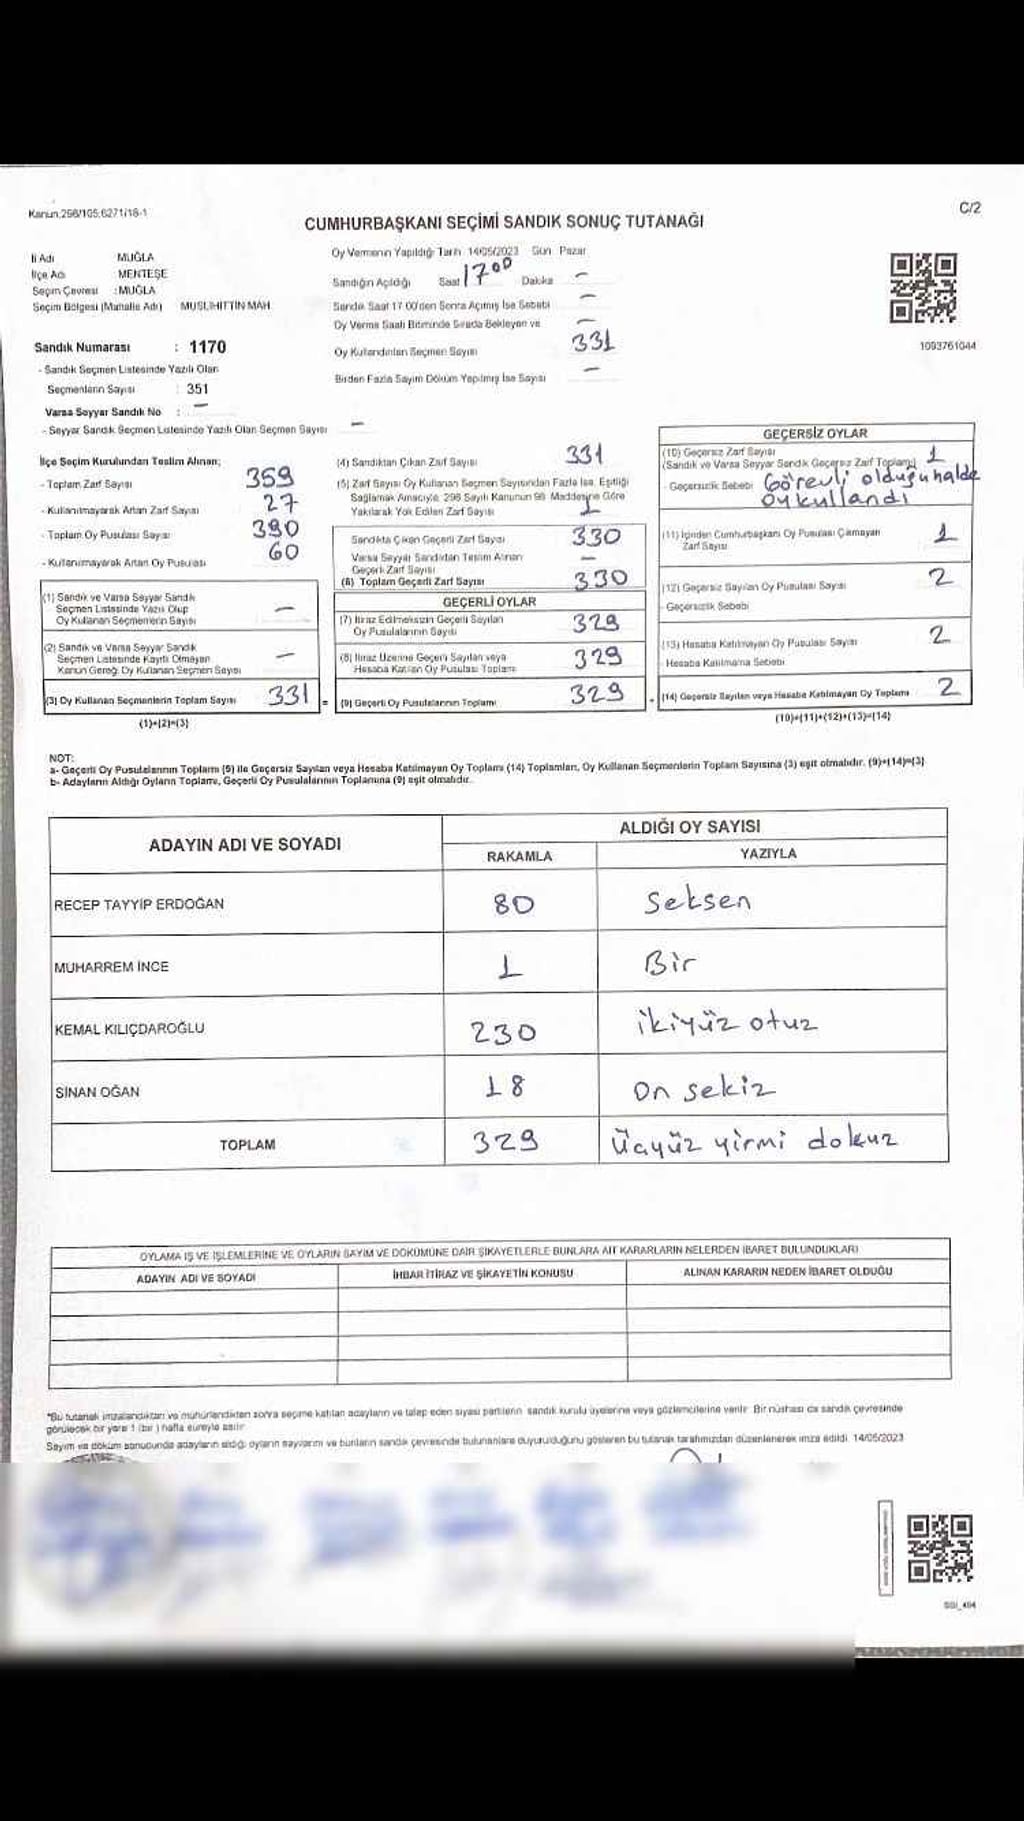 Kanun;298/105;6271/18-1
C/2
CUMHURBAŞKANI SEÇİMİ SANDIK SONUÇ TUTANAĞI
İl Adı MUĞLA
İlçe Adı MENTEŞE
Seçim Çevresi : MUĞLA
Seçim Bölgesi (Mahalle Adı) MUSLİHİTTİN MAH.
Oy Vermenin Yapıldığı Tarih 14/05/2023 Gün Pazar
Sandığın Açıldığı Saat 17 00 Dakika –
Sandık Saat 17.00'den Sonra Açılmış İse Sebebi –
Oy Verme Saati Bitiminde Sırada Bekleyen ve –
Oy Kullandırılan Seçmen Sayısı 331
Birden Fazla Sayım Döküm Yapılmış İse Sayısı –
1093761044
Sandık Numarası : 1170
- Sandık Seçmen Listesinde Yazılı Olan
Seçmenlerin Sayısı : 351
Varsa Seyyar Sandık No : –
- Seyyar Sandık Seçmen Listesinde Yazılı Olan Seçmen Sayısı –
İlçe Seçim Kurulundan Teslim Alınan;
- Toplam Zarf Sayısı 359
- Kullanılmayarak Artan Zarf Sayısı 27
- Toplam Oy Pusulası Sayısı 390
- Kullanılmayarak Artan Oy Pusulası 60
(1) Sandık ve Varsa Seyyar Sandık
Seçmen Listesinde Yazılı Olup
Oy Kullanan Seçmenlerin Sayısı –
(2) Sandık ve Varsa Seyyar Sandık
Seçmen Listesinde Kayıtlı Olmayan
Kanun Gereği Oy Kullanan Seçmen Sayısı –
(3) Oy Kullanan Seçmenlerin Toplam Sayısı 331 =
(1)+(2)=(3)
(4) Sandıktan Çıkan Zarf Sayısı 331
(5) Zarf Sayısı Oy Kullanan Seçmen Sayısından Fazla İse, Eşitliği
Sağlamak Amacıyla, 298 Sayılı Kanunun 98. Maddesine Göre
Yakılarak Yok Edilen Zarf Sayısı 1
Sandıkta Çıkan Geçerli Zarf Sayısı 330
Varsa Seyyar Sandıktan Teslim Alınan
Geçerli Zarf Sayısı –
(6) Toplam Geçerli Zarf Sayısı 330
GEÇERLİ OYLAR
(7) İtiraz Edilmeksizin Geçerli Sayılan
Oy Pusulalarının Sayısı 329
(8) İtiraz Üzerine Geçerli Sayılan veya
Hesaba Katılan Oy Pusulası Toplamı 329
(9) Geçerli Oy Pusulalarının Toplamı 329
GEÇERSİZ OYLAR
(10) Geçersiz Zarf Sayısı 1
(Sandık ve Varsa Seyyar Sandık Geçersiz Zarf Toplamı)
- Geçersizlik Sebebi Görevli olduğu halde
oy kullandı
(11) İçinden Cumhurbaşkanı Oy Pusulası Çıkmayan
Zarf Sayısı 1
(12) Geçersiz Sayılan Oy Pusulası Sayısı 2
- Geçersizlik Sebebi
(13) Hesaba Katılmayan Oy Pusulası Sayısı 2
- Hesaba Katılmama Sebebi
(14) Geçersiz Sayılan veya Hesaba Katılmayan Oy Toplamı 2
(10)+(11)+(12)+(13)=(14)
NOT:
a- Geçerli Oy Pusulalarının Toplamı (9) ile Geçersiz Sayılan veya Hesaba Katılmayan Oy Toplamı (14) Toplamları, Oy Kullanan Seçmenlerin Toplam Sayısına (3) eşit olmalıdır. (9)+(14)=(3)
b- Adayların Aldığı Oyların Toplamı, Geçerli Oy Pusulalarının Toplamına (9) eşit olmalıdır.
ADAYIN ADI VE SOYADI
ALDIĞI OY SAYISI
RAKAMLA YAZIYLA
RECEP TAYYİP ERDOĞAN 80 Seksen
MUHARREM İNCE 1 Bir
KEMAL KILIÇDAROĞLU 230 ikiyüz otuz
SİNAN OĞAN 18 On sekiz
TOPLAM 329 Üçyüz yirmi dokuz
OYLAMA İŞ VE İŞLEMLERİNE VE OYLARIN SAYIM VE DÖKÜMÜNE DAİR ŞİKAYETLERLE BUNLARA AİT KARARLARIN NELERDEN İBARET BULUNDUKLARI
ADAYIN ADI VE SOYADI İHBAR İTİRAZ VE ŞİKAYETİN KONUSU ALINAN KARARIN NEDEN İBARET OLDUĞU
*Bu tutanak imzalandıktan ve mühürlendikten sonra seçime katılan adayların ve talep eden siyasi partilerin sandık kurulu üyelerine veya gözlemcilerine verilir. Bir nüshası da sandık çevresinde
görülecek bir yere 1 (bir) hafta süreyle asılır.
Sayım ve döküm sonucunda adayların aldığı oyların sayılarını ve bunların sandık çevresinde bulunanlara duyurulduğunu gösteren bu tutanak tarafımızdan düzenlenerek imza edildi. 14/05/2023